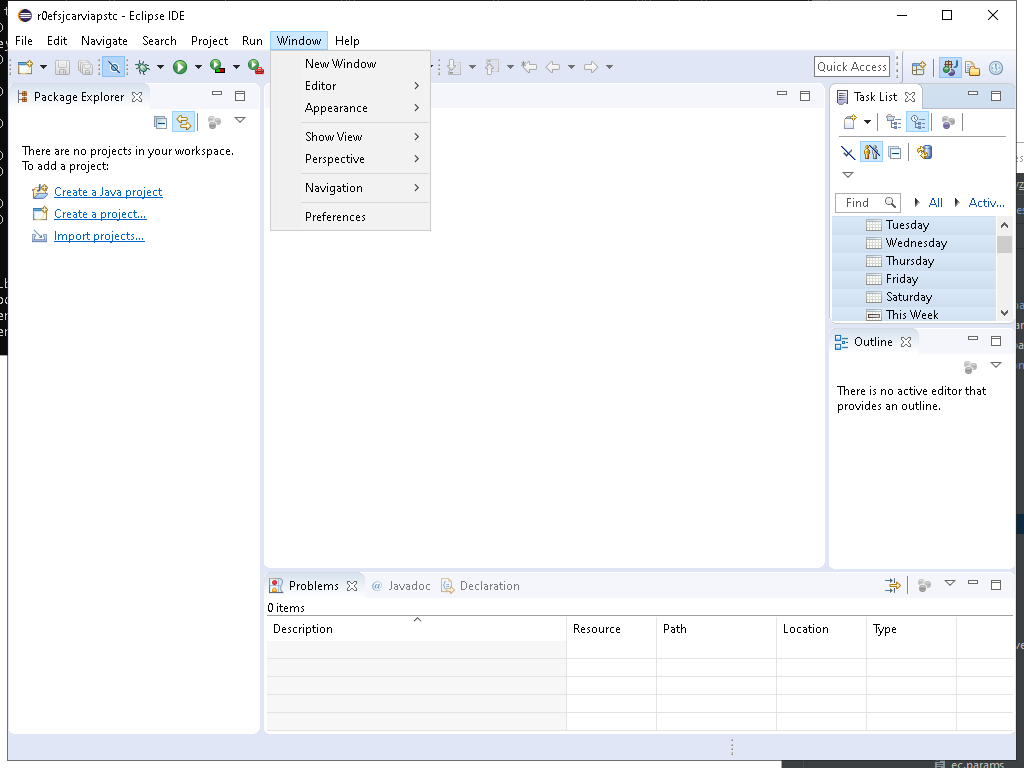 r0efsjcarviapstc - Eclipse IDE
File Edit Navigate Search Project Run Window Help
New Window
Editor
Appearance
Show View
Perspective
Navigation
Preferences
Quick Access
Package Explorer
There are no projects in your workspace.
To add a project:
Create a Java project
Create a project...
Import projects...
Task List
Find
All
Activ...
Tuesday
Wednesday
Thursday
Friday
Saturday
This Week
Outline
There is no active editor that
provides an outline.
Problems
@ Javadoc
Declaration
0 items
Description Resource Path Location Type
ec.params